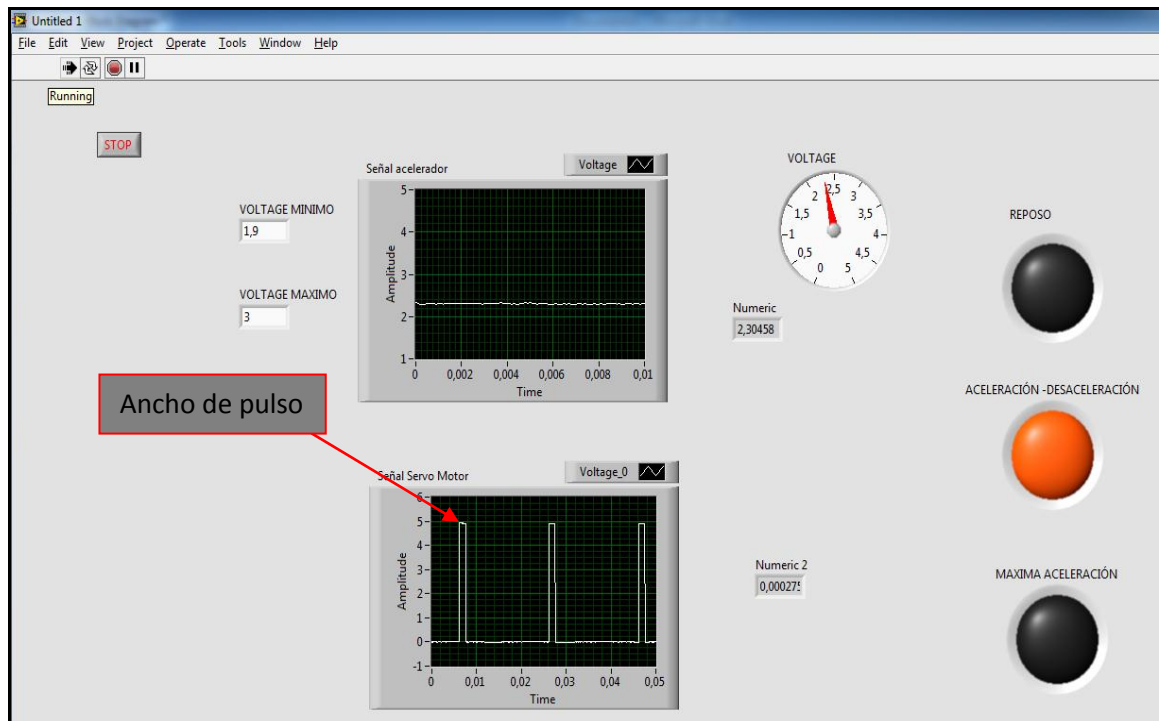 Untitled 1
File Edit View Project Operate Tools Window Help
Running
STOP
VOLTAGE MINIMO
1,9
VOLTAGE MAXIMO
3
Señal acelerador
Voltage
5
4
3
2
1
Amplitude
0 0,002 0,004 0,006 0,008 0,01
Time
VOLTAGE
0 0,5 1 1,5 2 2,5 3 3,5 4 4,5 5
Numeric
2,30458
REPOSO
ACELERACIÓN -DESACELERACIÓN
MAXIMA ACELERACIÓN
Ancho de pulso
Señal Servo Motor
Voltage_0
6
5
4
3
2
1
0
-1
Amplitude
0 0,01 0,02 0,03 0,04 0,05
Time
Numeric 2